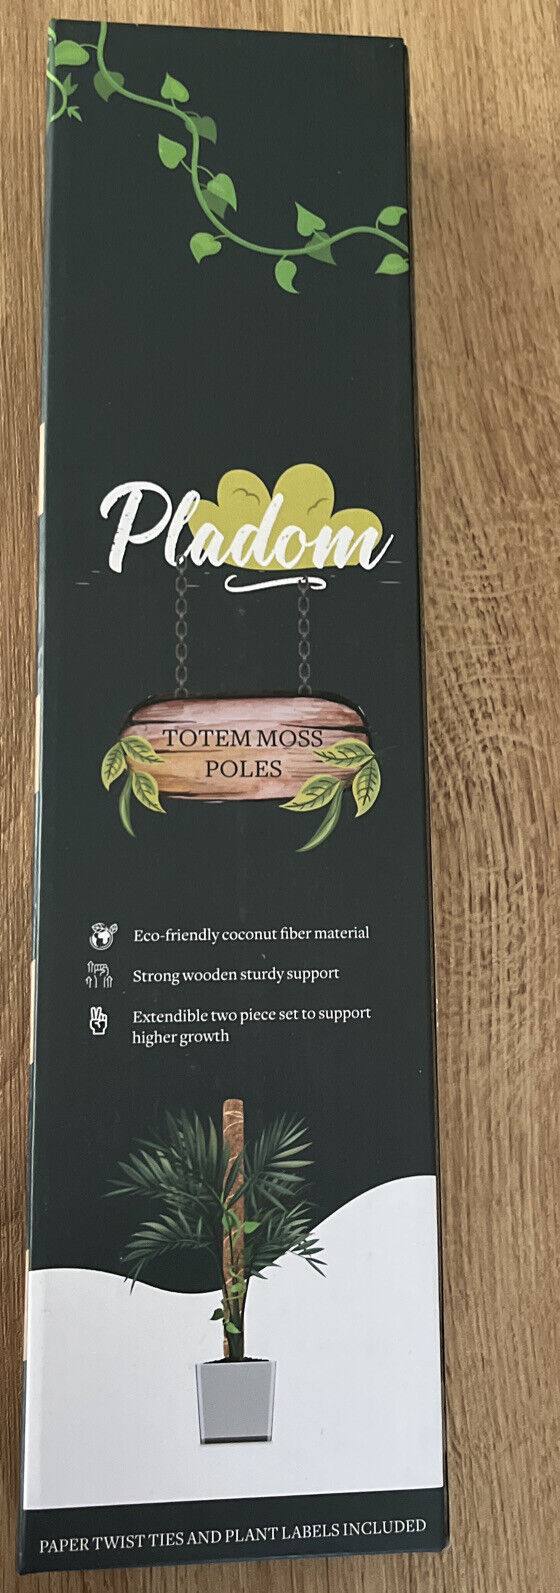 Pladom
TOTEM MOSS
POLES
Eco-friendly coconut fiber material
Strong wooden sturdy support
Extendible two piece set to support
higher growth
PAPER TWIST TIES AND PLANT LABELS INCLUDED